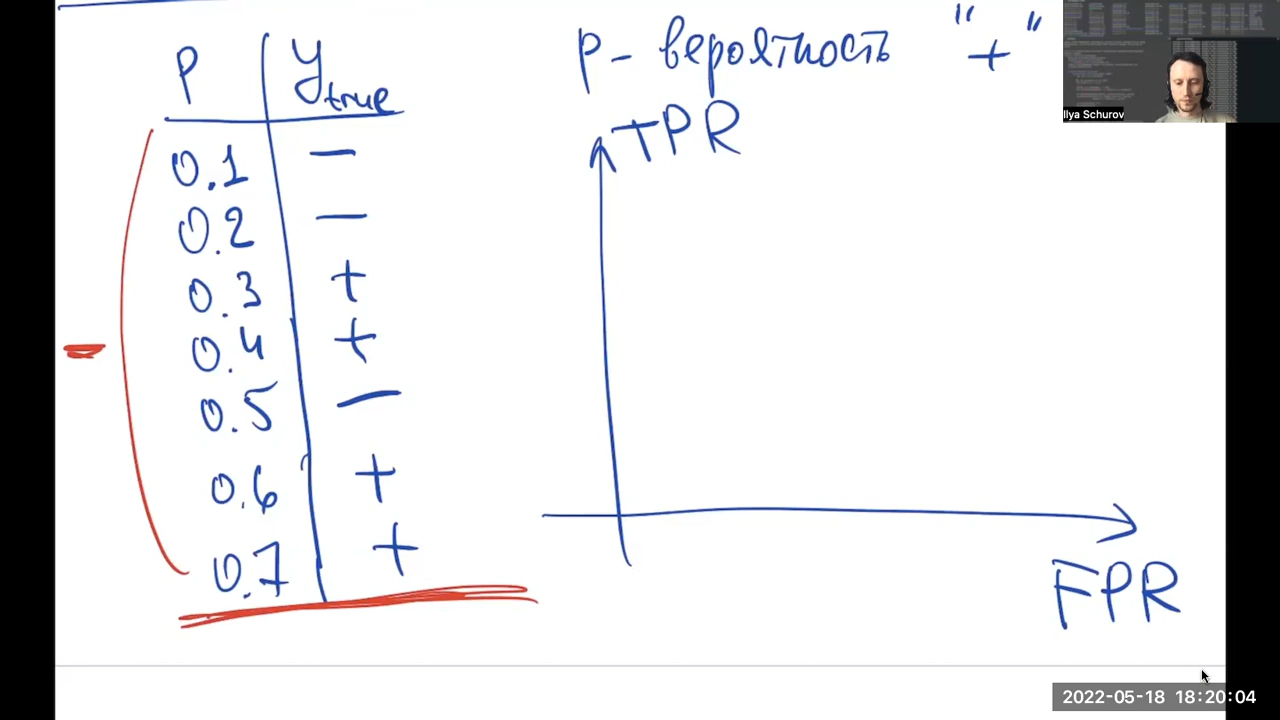 P y_true
0.1 −
0.2 −
0.3 +
0.4 +
0.5 −
0.6 +
0.7 +
−
P - вероятность "+"
TPR
FPR
Ilya Schurov
2022-05-18 18:20:04